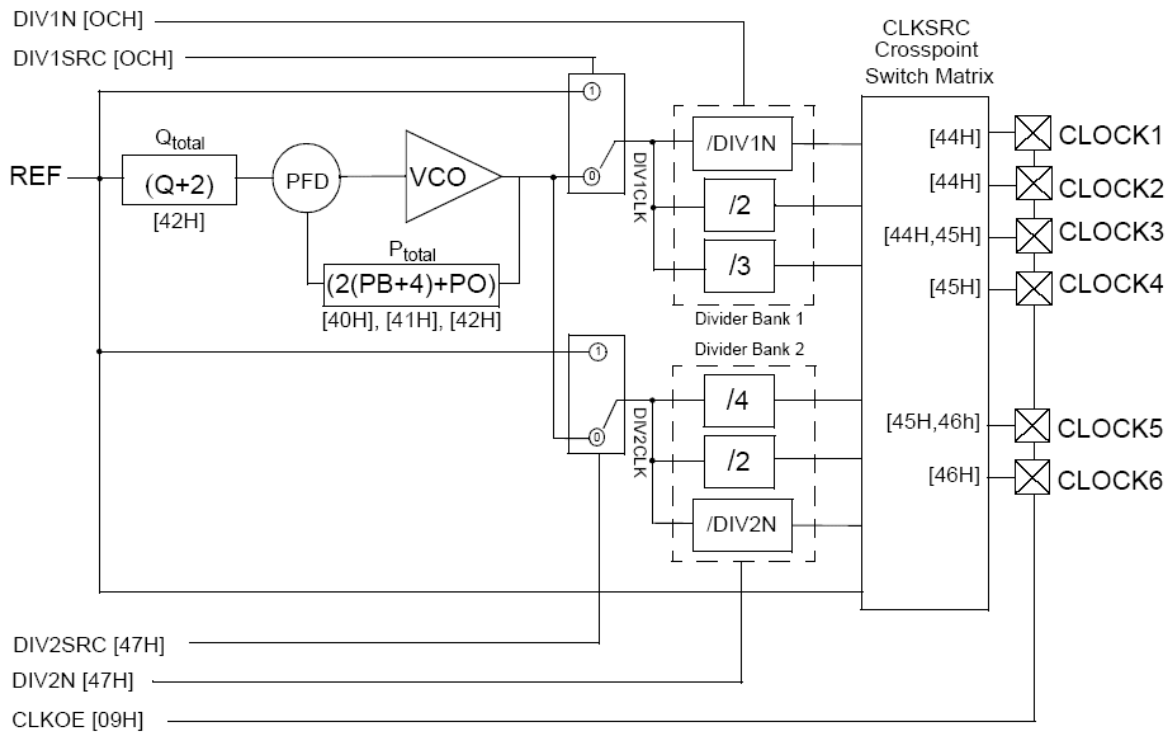 DIV1N [OCH]
DIV1SRC [OCH]
CLKSRC
Crosspoint
Switch Matrix
1
0
DIV1CLK
/DIV1N
/2
/3
Divider Bank 1
REF
Qtotal
(Q+2)
[42H]
PFD
VCO
Ptotal
(2(PB+4)+PO)
[40H], [41H], [42H]
[44H]
CLOCK1
[44H]
CLOCK2
[44H,45H]
CLOCK3
[45H]
CLOCK4
Divider Bank 2
1
0
DIV2CLK
/4
/2
/DIV2N
[45H,46h]
CLOCK5
[46H]
CLOCK6
DIV2SRC [47H]
DIV2N [47H]
CLKOE [09H]